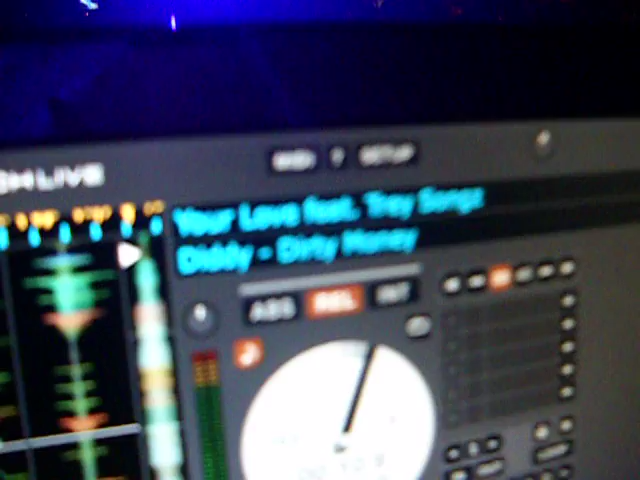 LIVE
MIDI ? SETUP
Your Love feat. Trey Songz
Diddy - Dirty Money
ABS REL INT